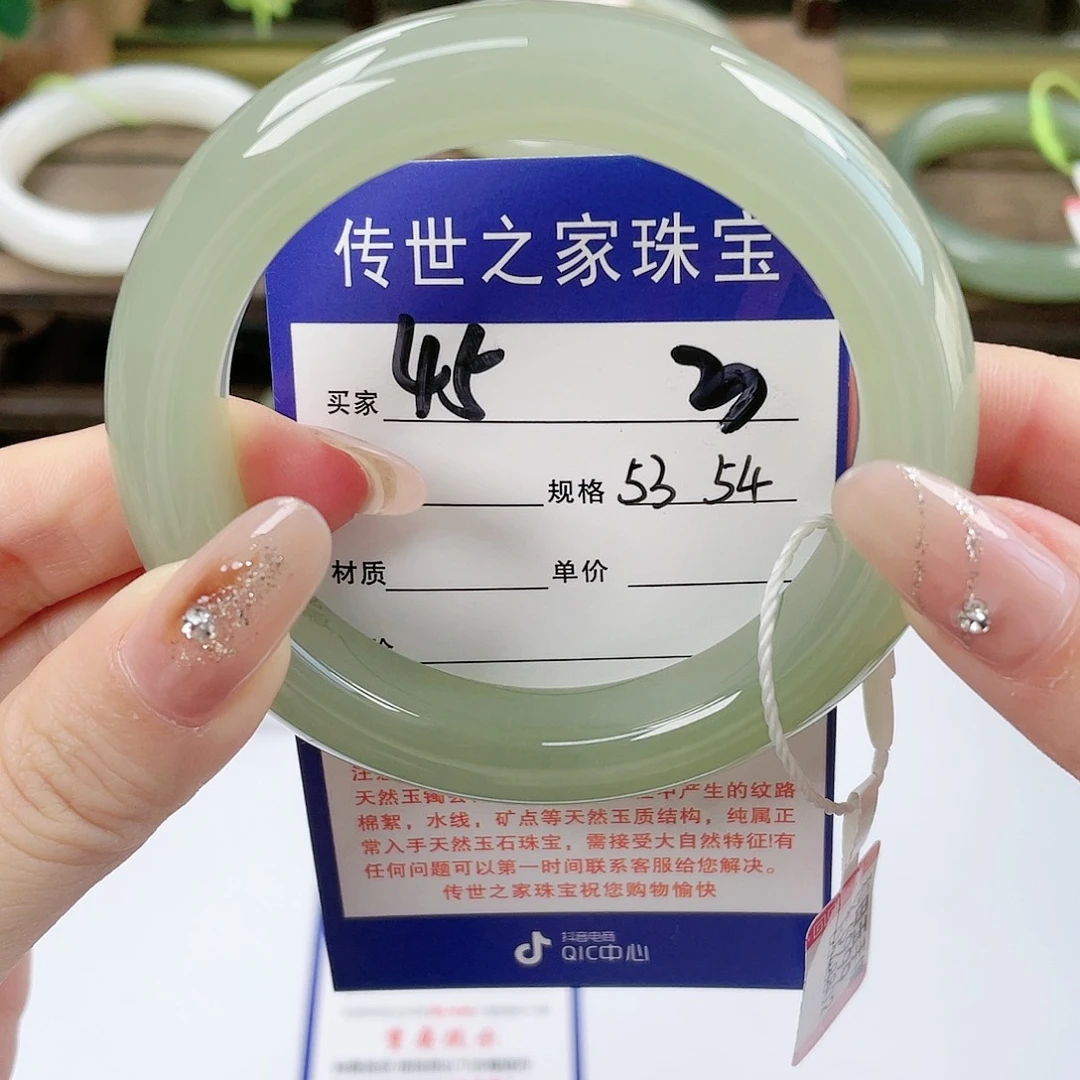 传世之家珠宝
买家 45
规格 53 54
材质 单价
天然玉镯会 中产生的纹路
棉絮，水线，矿点等天然玉质结构，纯属正
常入手天然玉石珠宝，需接受大自然特征!有
任何问题可以第一时间联系客服给您解决。
传世之家珠宝祝您购物愉快
抖音电商
QIC中心